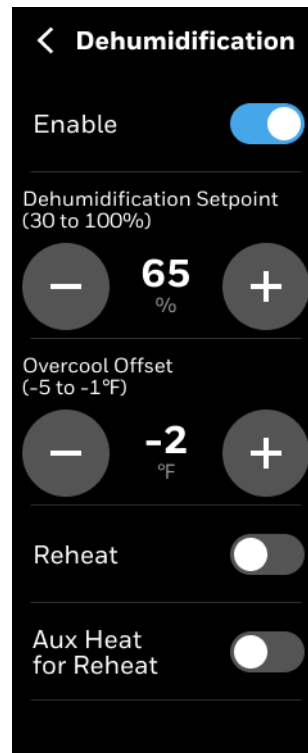 Dehumidification
Enable
Dehumidification Setpoint
(30 to 100%)
65
%
Overcool Offset
(-5 to -1°F)
-2
°F
Reheat
Aux Heat
for Reheat